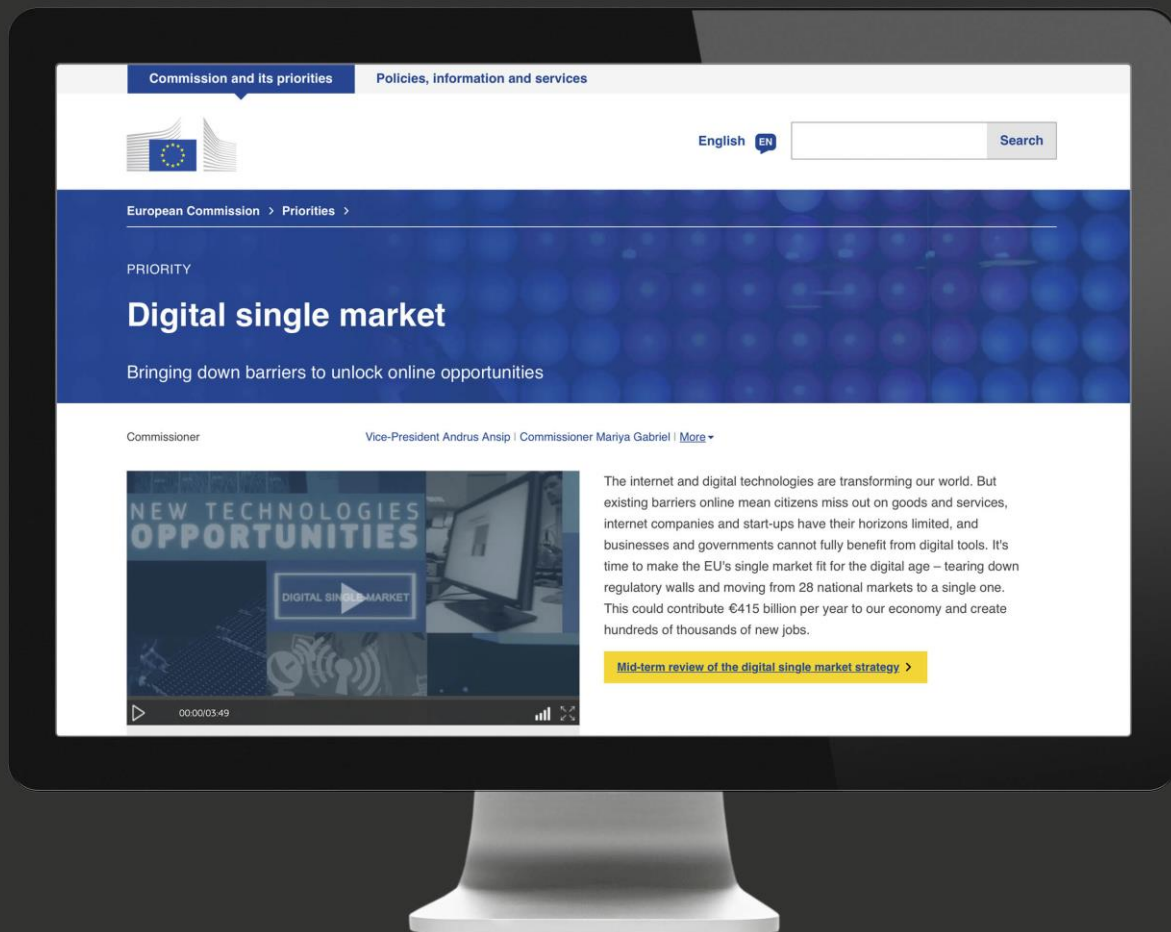 Commission and its priorities
Policies, information and services
English EN
Search
European Commission > Priorities >
PRIORITY
Digital single market
Bringing down barriers to unlock online opportunities
Commissioner
Vice-President Andrus Ansip | Commissioner Mariya Gabriel | More
NEW TECHNOLOGIES
OPPORTUNITIES
DIGITAL SINGLE MARKET
00:00/03:49
The internet and digital technologies are transforming our world. But
existing barriers online mean citizens miss out on goods and services,
internet companies and start-ups have their horizons limited, and
businesses and governments cannot fully benefit from digital tools. It's
time to make the EU's single market fit for the digital age – tearing down
regulatory walls and moving from 28 national markets to a single one.
This could contribute €415 billion per year to our economy and create
hundreds of thousands of new jobs.
Mid-term review of the digital single market strategy >